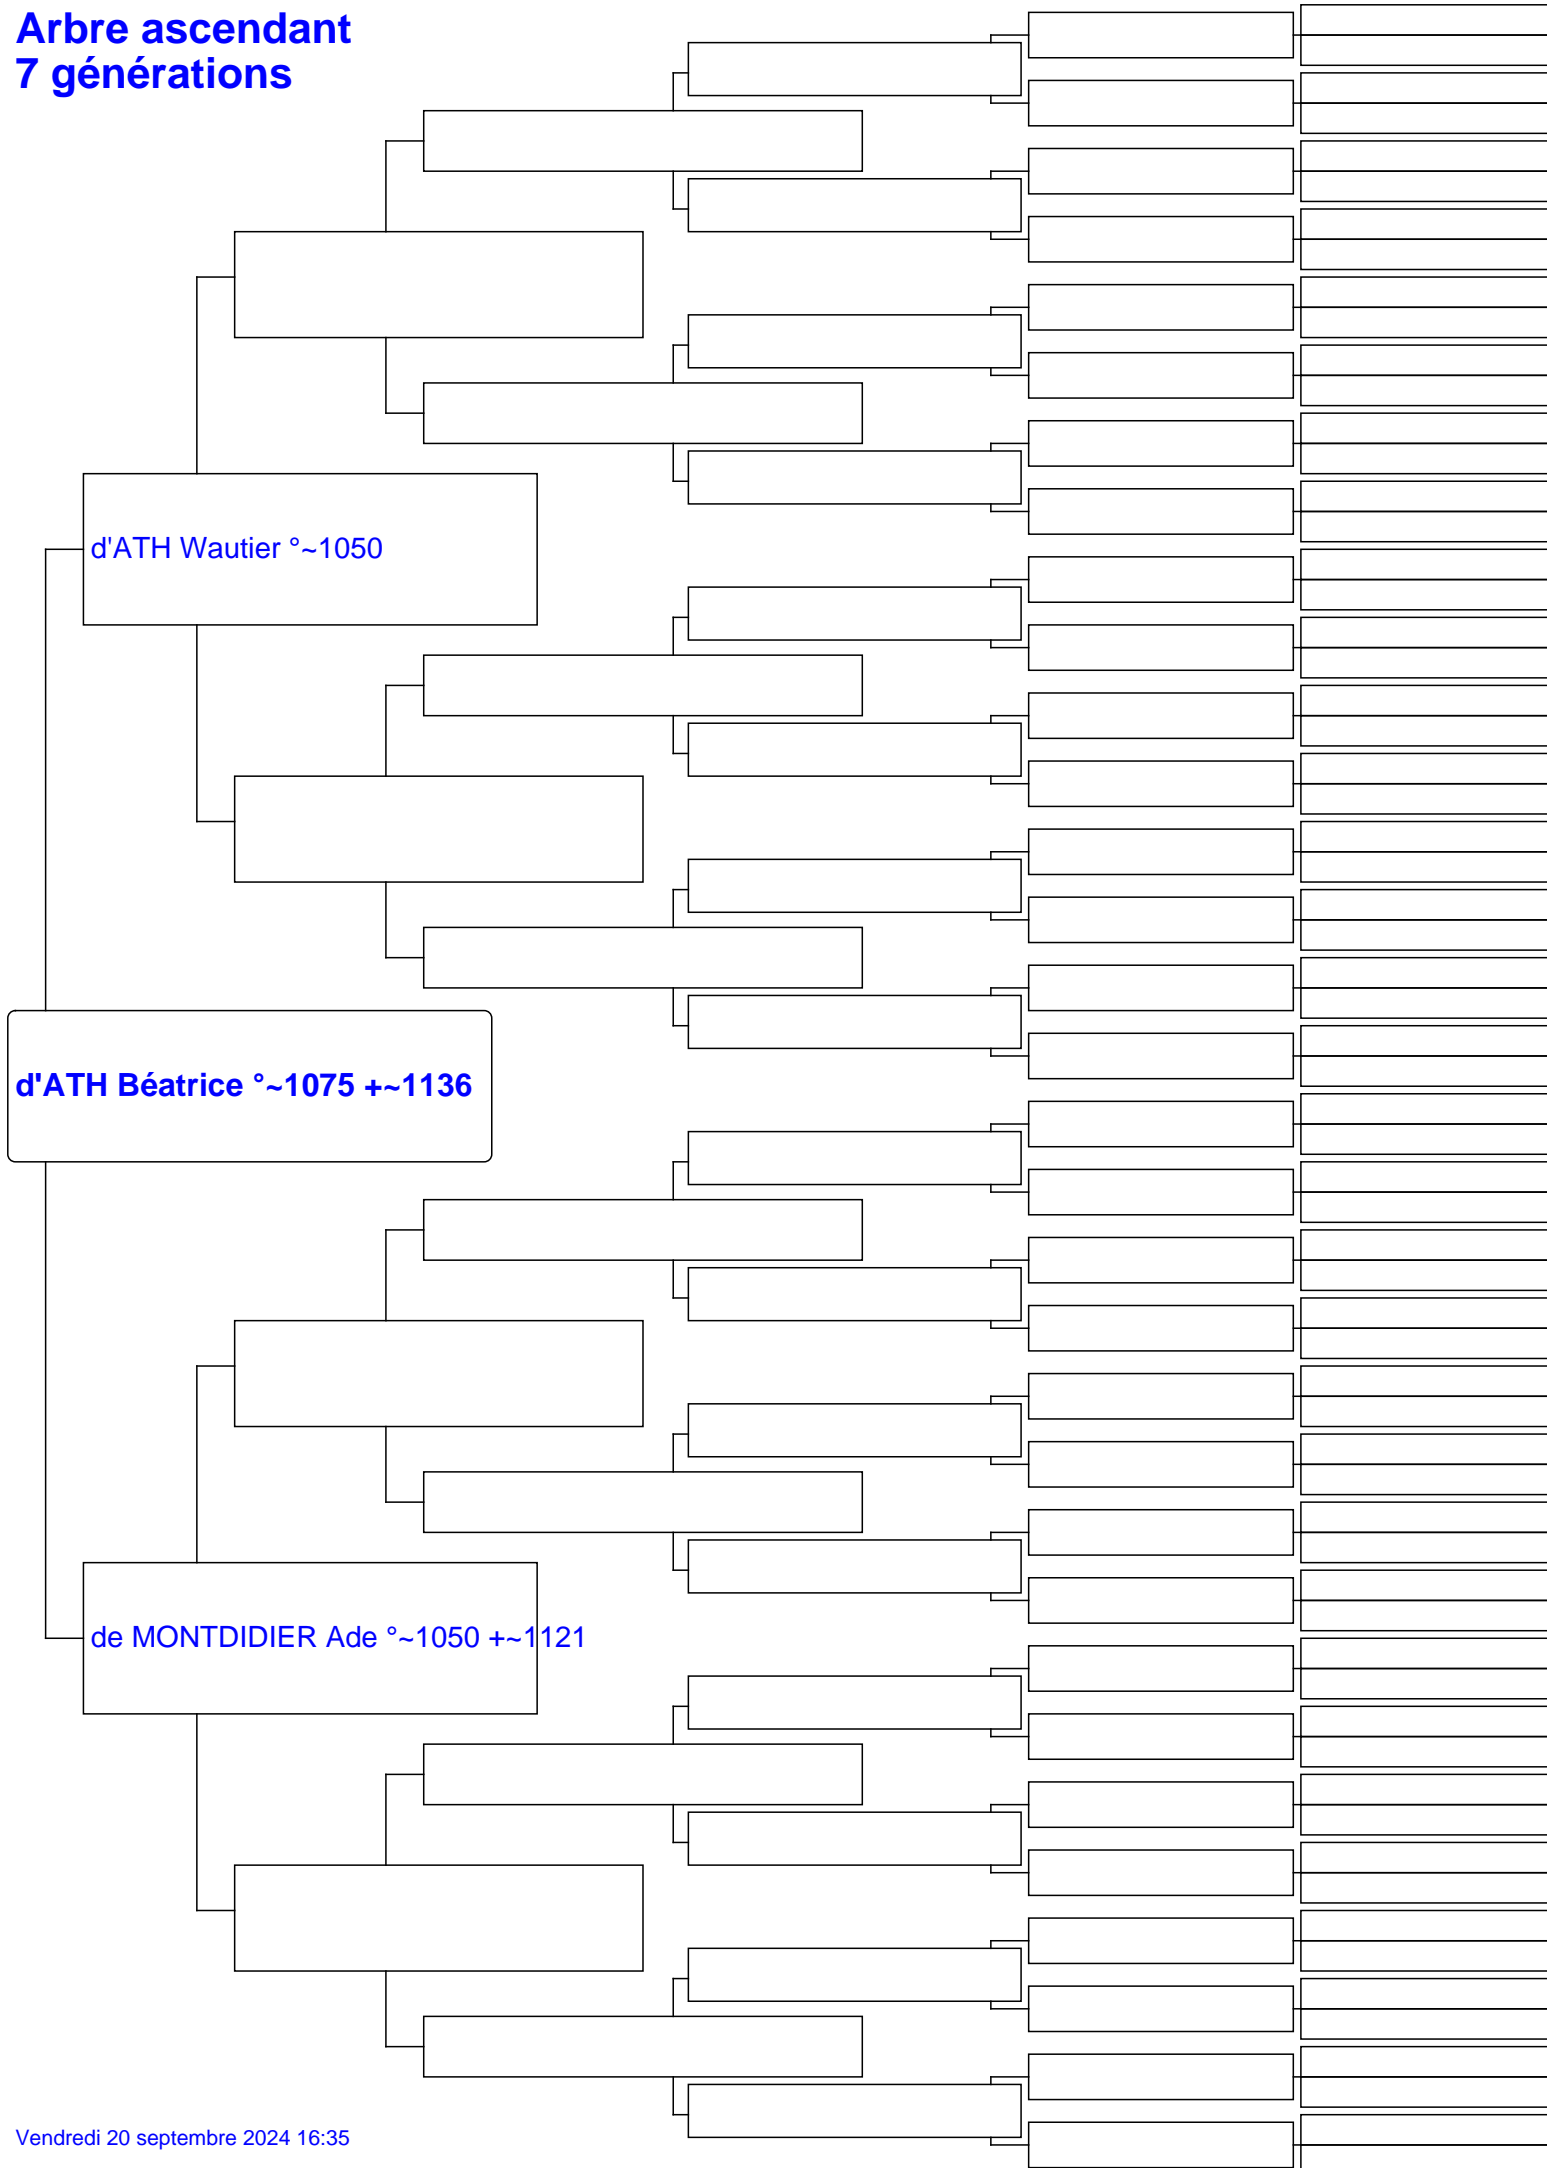 Arbre ascendant
7 générations
d'ATH Wautier °~1050
d'ATH Béatrice °~1075 +~1136
de MONTDIDIER Ade °~1050 +~1121
Vendredi 20 septembre 2024 16:35